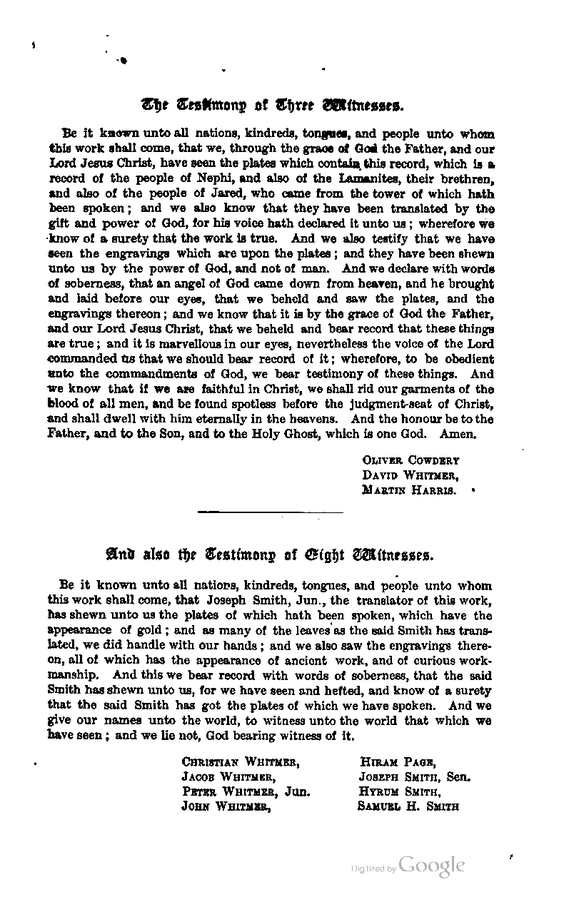 The Testimony of Three Witnesses.
Be it known unto all nations, kindreds, tongues, and people unto whom
this work shall come, that we, through the grace of God the Father, and our
Lord Jesus Christ, have seen the plates which contain this record, which is a
record of the people of Nephi, and also of the Lamanites, their brethren,
and also of the people of Jared, who came from the tower of which hath
been spoken; and we also know that they have been translated by the
gift and power of God, for his voice hath declared it unto us; wherefore we
know of a surety that the work is true. And we also testify that we have
seen the engravings which are upon the plates; and they have been shewn
unto us by the power of God, and not of man. And we declare with words
of soberness, that an angel of God came down from heaven, and he brought
and laid before our eyes, that we beheld and saw the plates, and the
engravings thereon; and we know that it is by the grace of God the Father,
and our Lord Jesus Christ, that we beheld and bear record that these things
are true; and it is marvellous in our eyes, nevertheless the voice of the Lord
commanded us that we should bear record of it; wherefore, to be obedient
unto the commandments of God, we bear testimony of these things. And
we know that if we are faithful in Christ, we shall rid our garments of the
blood of all men, and be found spotless before the judgment-seat of Christ,
and shall dwell with him eternally in the heavens. And the honour be to the
Father, and to the Son, and to the Holy Ghost, which is one God. Amen.
OLIVER COWDERY
DAVID WHITMER,
MARTIN HARRIS.
And also the Testimony of Eight Witnesses.
Be it known unto all nations, kindreds, tongues, and people unto whom
this work shall come, that Joseph Smith, Jun., the translator of this work,
has shewn unto us the plates of which hath been spoken, which have the
appearance of gold; and as many of the leaves as the said Smith has trans-
lated, we did handle with our hands; and we also saw the engravings there-
on, all of which has the appearance of ancient work, and of curious work-
manship. And this we bear record with words of soberness, that the said
Smith has shewn unto us, for we have seen and hefted, and know of a surety
that the said Smith has got the plates of which we have spoken. And we
give our names unto the world, to witness unto the world that which we
have seen; and we lie not, God bearing witness of it.
CHRISTIAN WHITMER,
JACOB WHITMER,
PETER WHITMER, Jun.
JOHN WHITMER,
HIRAM PAGE,
JOSEPH SMITH, Sen.
HYRUM SMITH,
SAMUEL H. SMITH
Digitized by Google